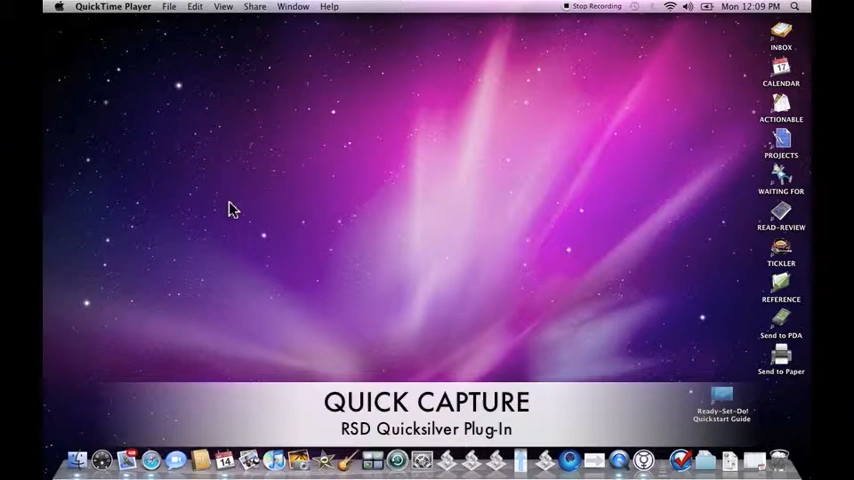 QuickTime Player File Edit View Share Window Help Stop Recording Mon 12:09 PM
INBOX
17
CALENDAR
ACTIONABLE
PROJECTS
WAITING FOR
READ-REVIEW
TICKLER
REFERENCE
Send to PDA
Send to Paper
QUICK CAPTURE
RSD Quicksilver Plug-In
Ready-Set-Do!
Quickstart Guide
14